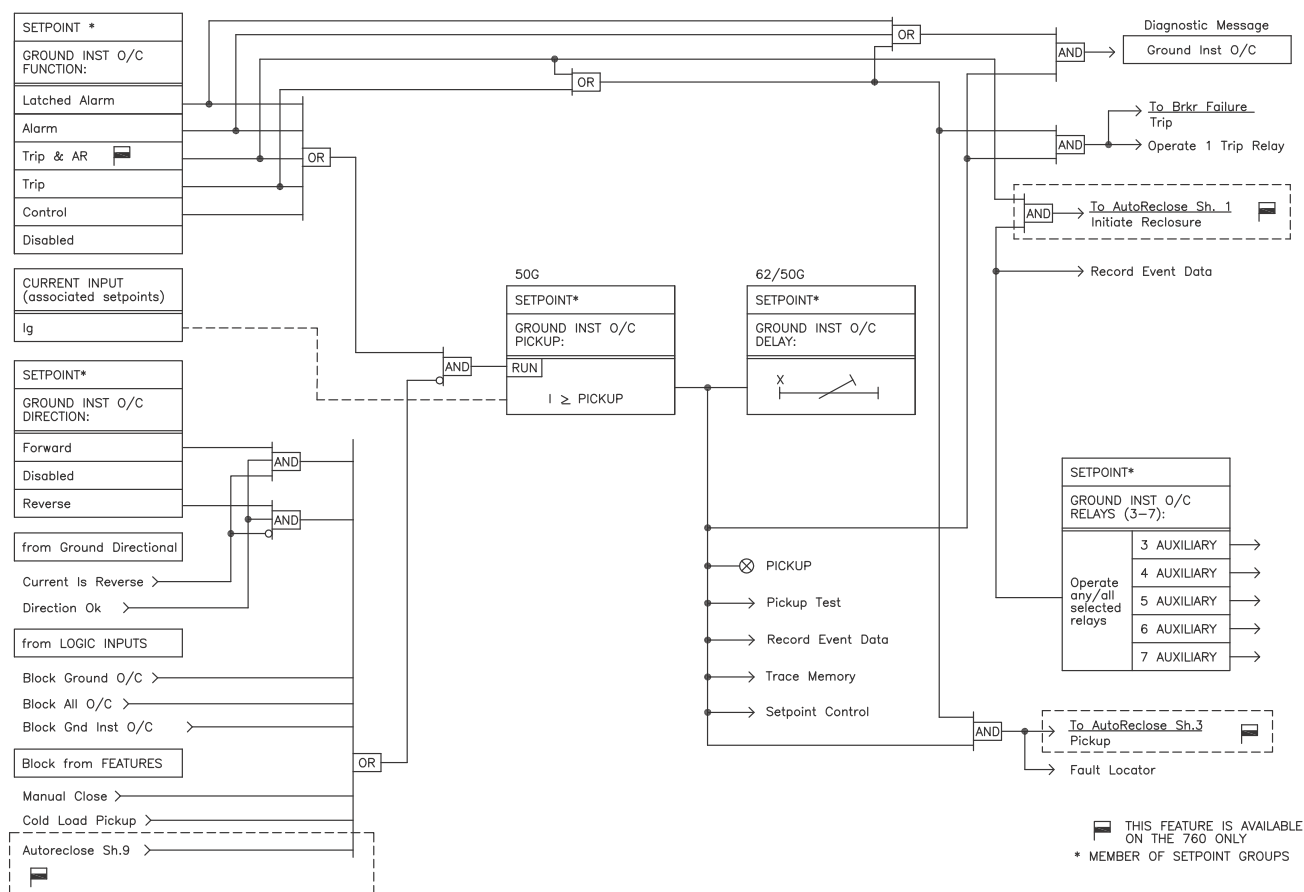 SETPOINT *
GROUND INST O/C
FUNCTION:
Latched Alarm
Alarm
Trip & AR
Trip
Control
Disabled
OR
CURRENT INPUT
(associated setpoints)
Ig
SETPOINT*
GROUND INST O/C
DIRECTION:
Forward
Disabled
Reverse
AND
AND
from Ground Directional
Current Is Reverse
Direction Ok
from LOGIC INPUTS
Block Ground O/C
Block All O/C
Block Gnd Inst O/C
Block from FEATURES
OR
Manual Close
Cold Load Pickup
Autoreclose Sh.9
AND
50G
SETPOINT*
GROUND INST O/C
PICKUP:
RUN
I ≥ PICKUP
62/50G
SETPOINT*
GROUND INST O/C
DELAY:
X
PICKUP
Pickup Test
Record Event Data
Trace Memory
Setpoint Control
OR
OR
AND
Diagnostic Message
Ground Inst O/C
AND
To Brkr Failure
Trip
Operate 1 Trip Relay
AND
To AutoReclose Sh. 1
Initiate Reclosure
Record Event Data
SETPOINT*
GROUND INST O/C
RELAYS (3-7):
Operate
any/all
selected
relays
3 AUXILIARY
4 AUXILIARY
5 AUXILIARY
6 AUXILIARY
7 AUXILIARY
AND
To AutoReclose Sh.3
Pickup
Fault Locator
THIS FEATURE IS AVAILABLE
ON THE 760 ONLY
* MEMBER OF SETPOINT GROUPS